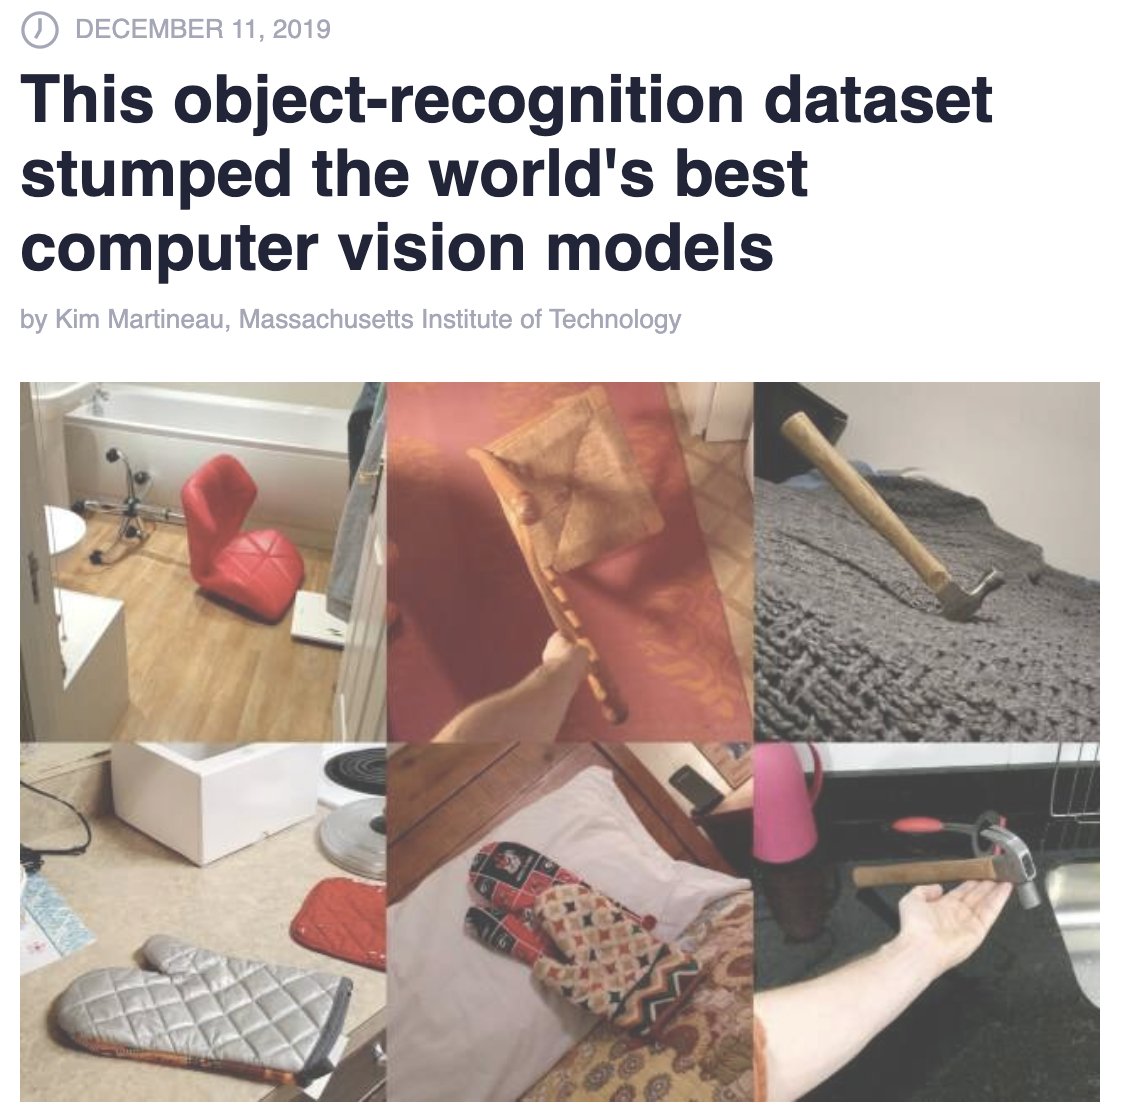 DECEMBER 11, 2019
This object-recognition dataset
stumped the world's best
computer vision models
by Kim Martineau, Massachusetts Institute of Technology